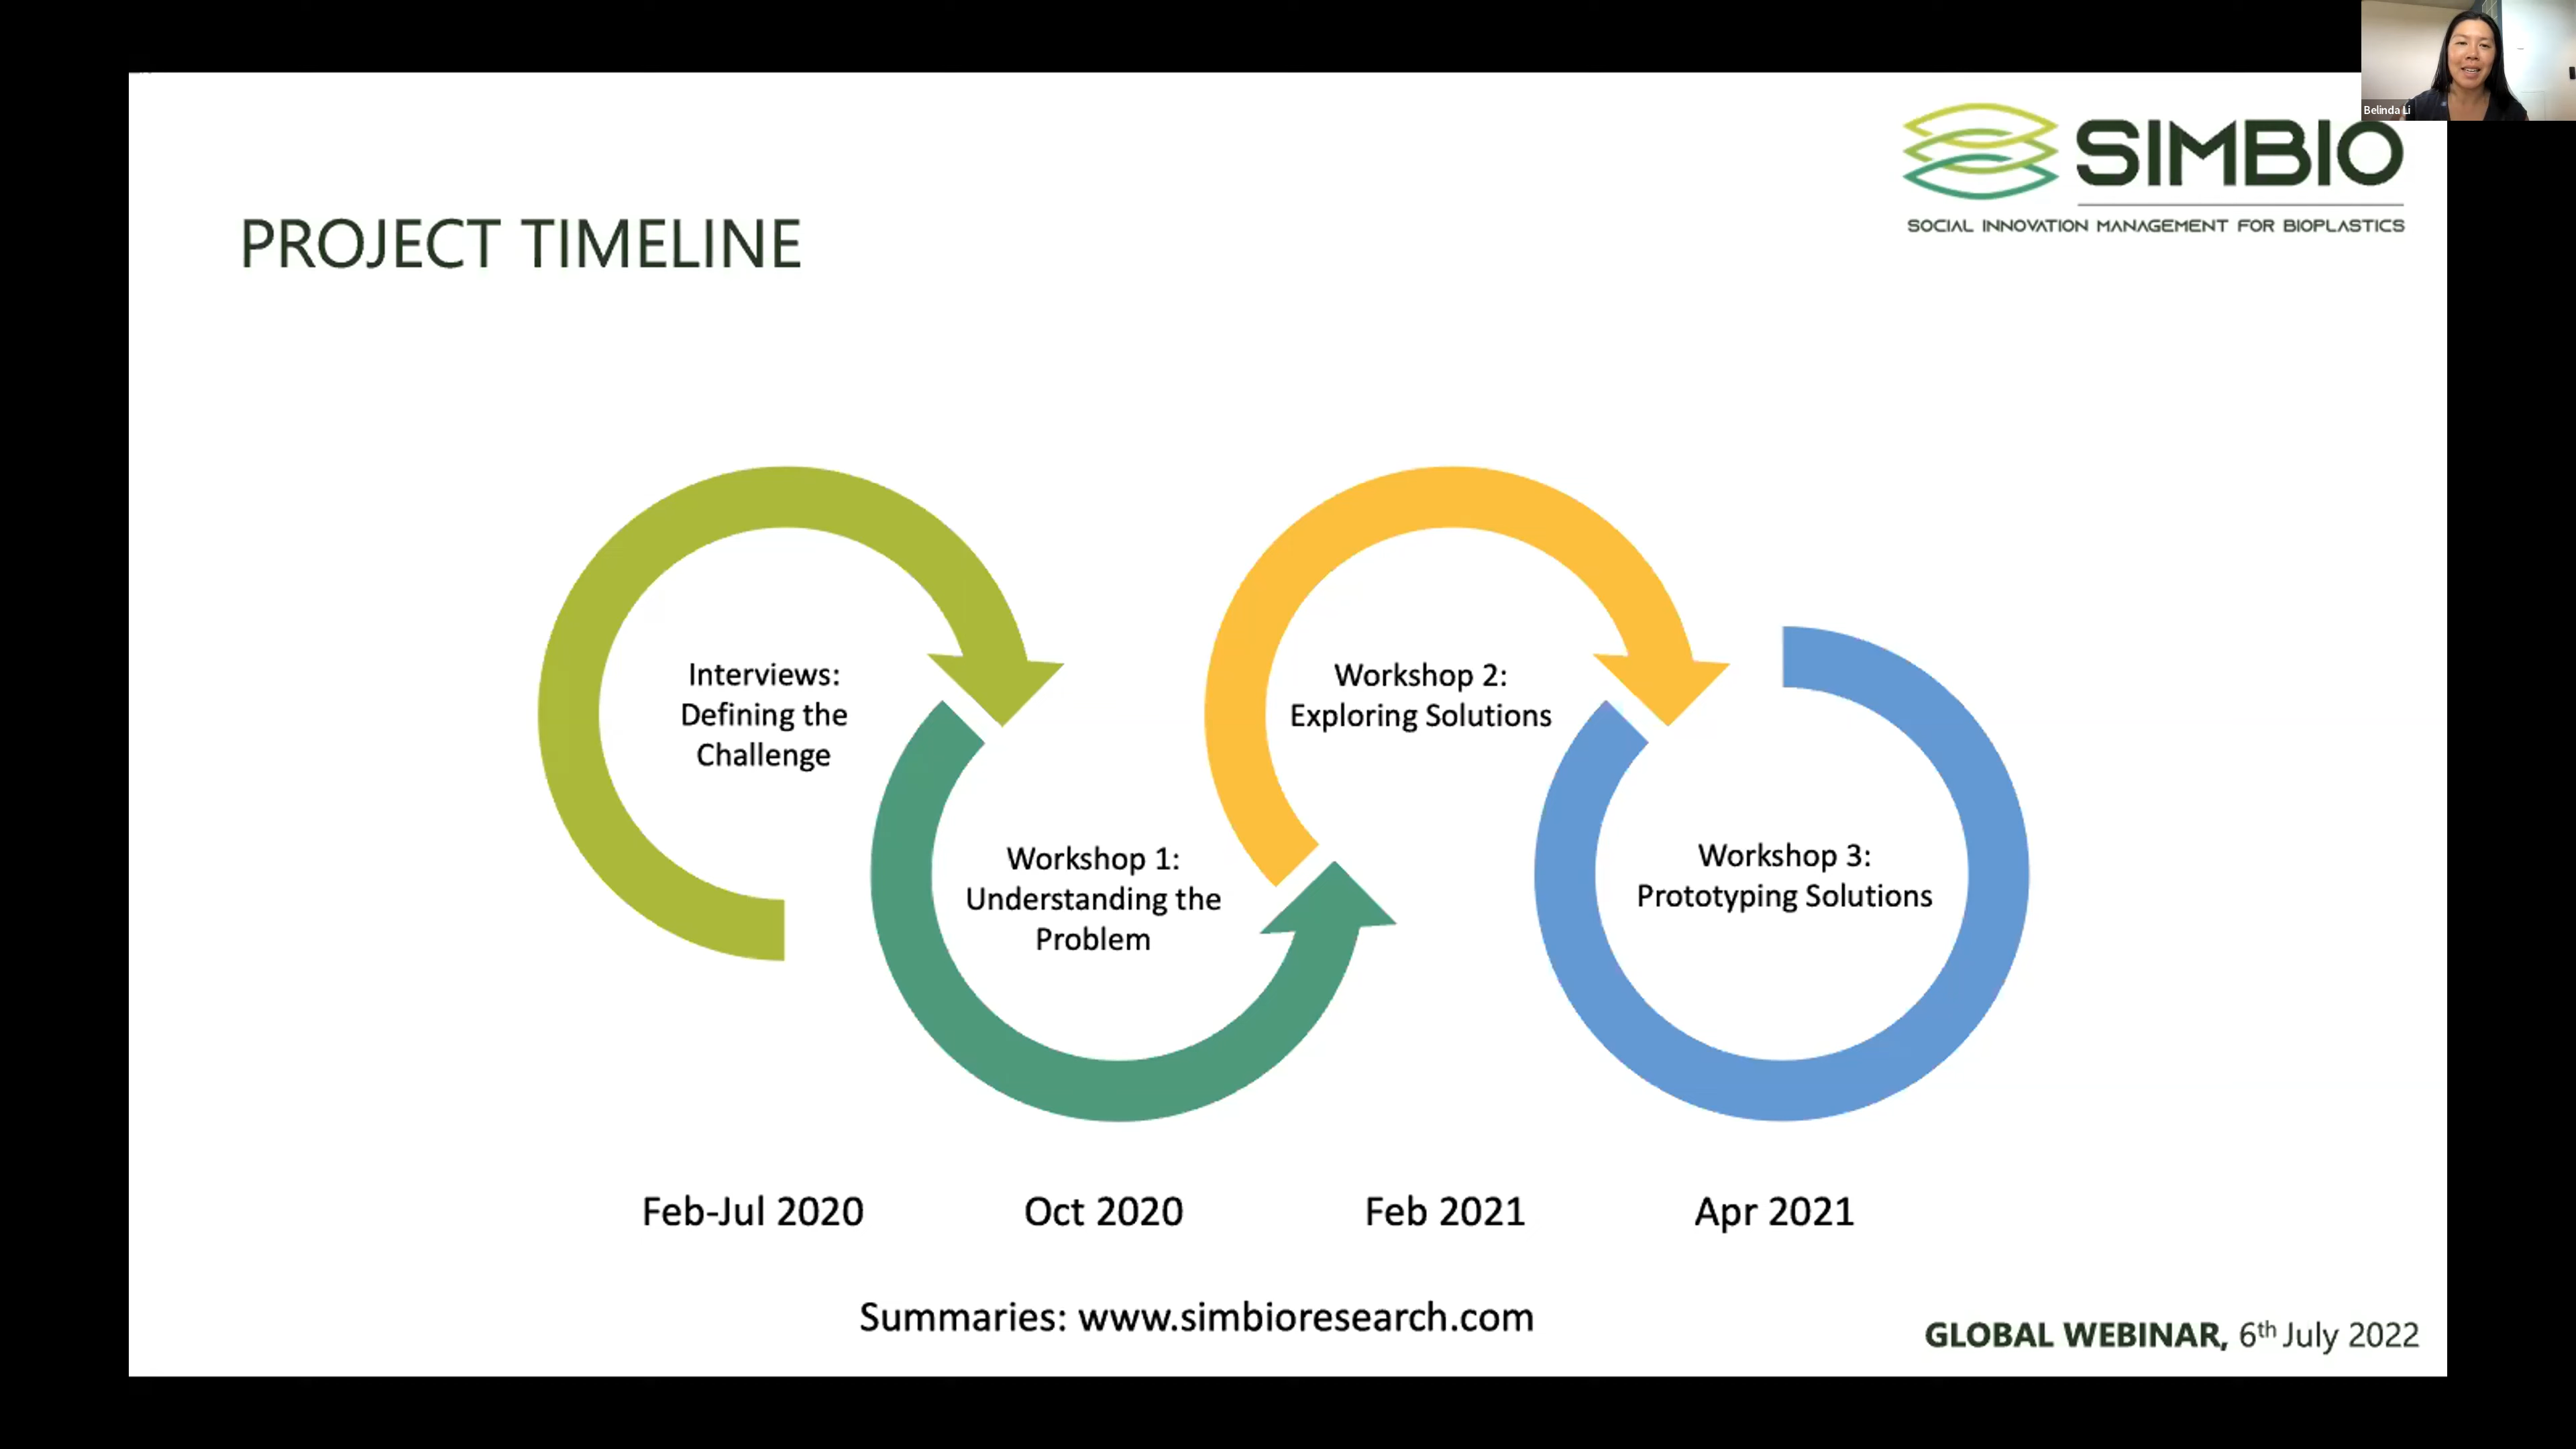 Belinda Li
SIMBIO
SOCIAL INNOVATION MANAGEMENT FOR BIOPLASTICS
PROJECT TIMELINE
Interviews:
Defining the
Challenge
Workshop 1:
Understanding the
Problem
Workshop 2:
Exploring Solutions
Workshop 3:
Prototyping Solutions
Feb-Jul 2020
Oct 2020
Feb 2021
Apr 2021
Summaries: www.simbioresearch.com
GLOBAL WEBINAR, 6th July 2022